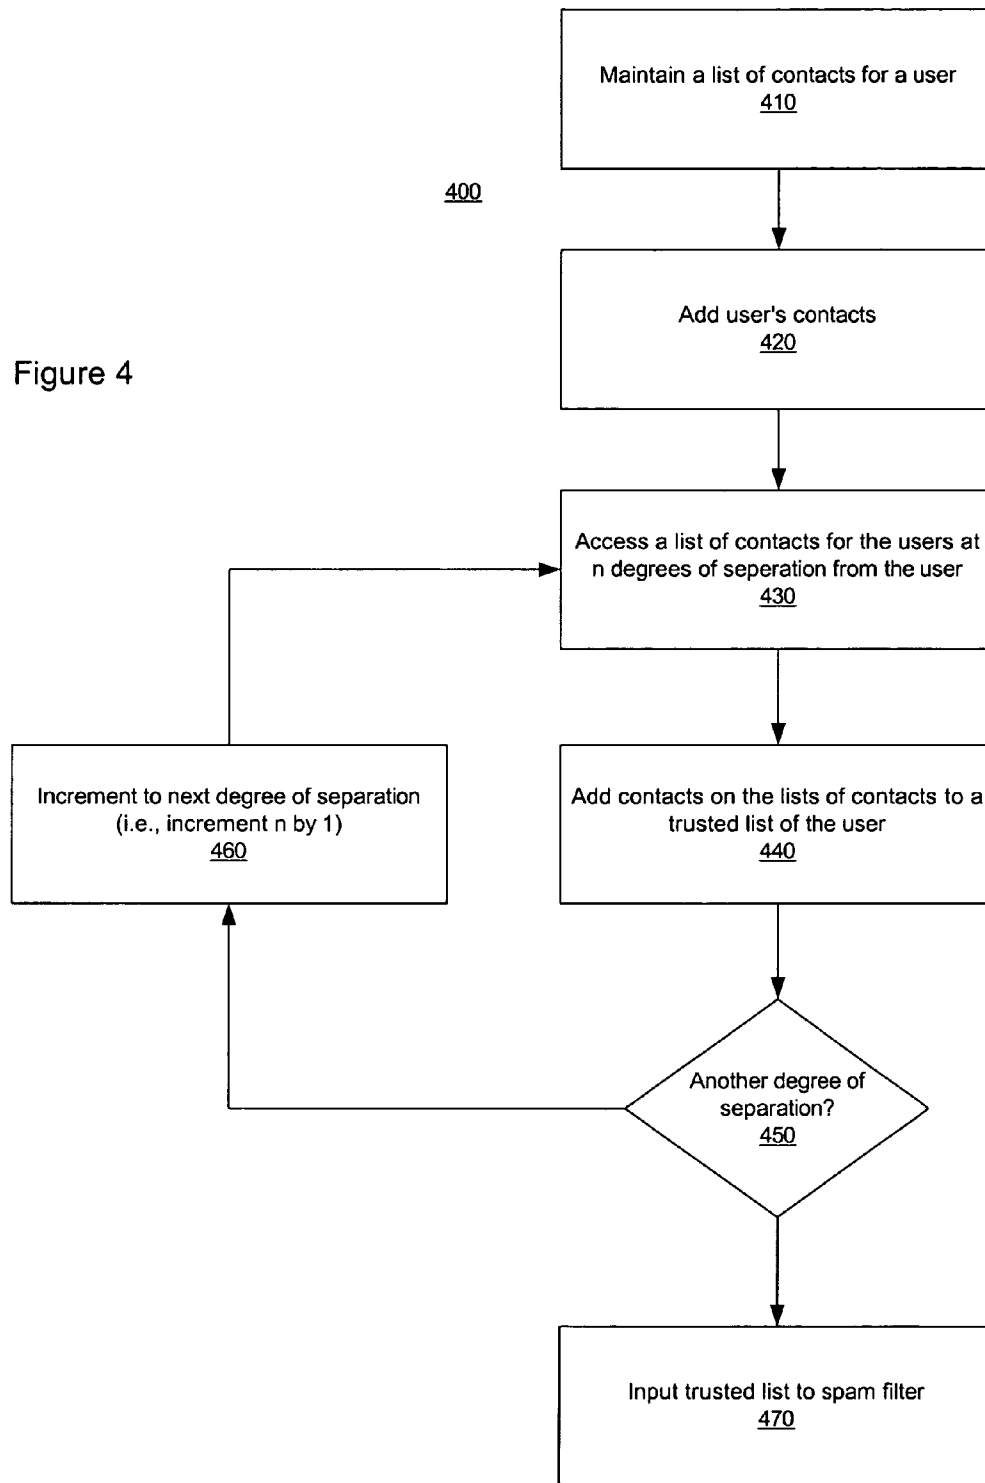 Maintain a list of contacts for a user
410
400
Add user's contacts
420
Figure 4
Access a list of contacts for the users at
n degrees of seperation from the user
430
Increment to next degree of separation
(i.e., increment n by 1)
460
Add contacts on the lists of contacts to a
trusted list of the user
440
Another degree of
separation?
450
Input trusted list to spam filter
470